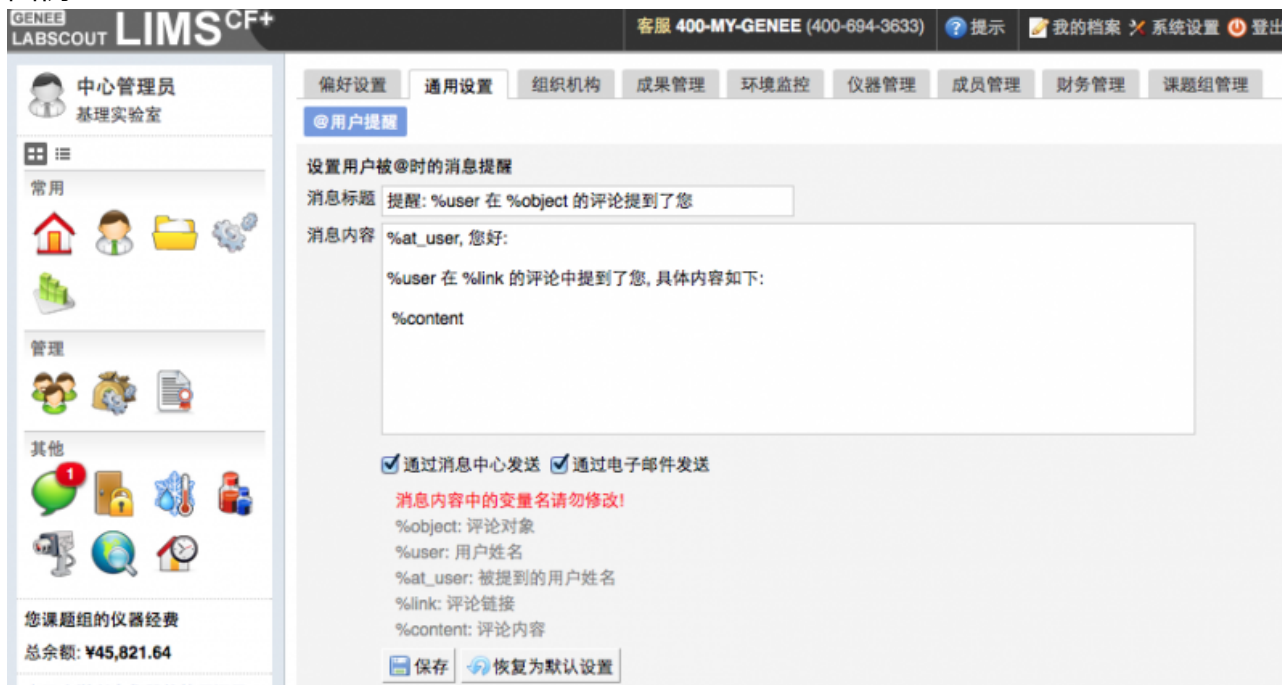 GENEE
LABSCOUT LIMS CF+
客服 400-MY-GENEE (400-694-3633) 提示 我的档案 系统设置 登出
中心管理员
基理实验室
偏好设置 通用设置 组织机构 成果管理 环境监控 仪器管理 成员管理 财务管理 课题组管理
@用户提醒
常用
管理
其他
1
您课题组的仪器经费
总余额: ¥45,821.64
设置用户被@时的消息提醒
消息标题 提醒: %user 在 %object 的评论提到了您
消息内容 %at_user, 您好:
%user 在 %link 的评论中提到了您, 具体内容如下:
%content
通过消息中心发送 通过电子邮件发送
消息内容中的变量名请勿修改!
%object: 评论对象
%user: 用户姓名
%at_user: 被提到的用户姓名
%link: 评论链接
%content: 评论内容
保存 恢复为默认设置